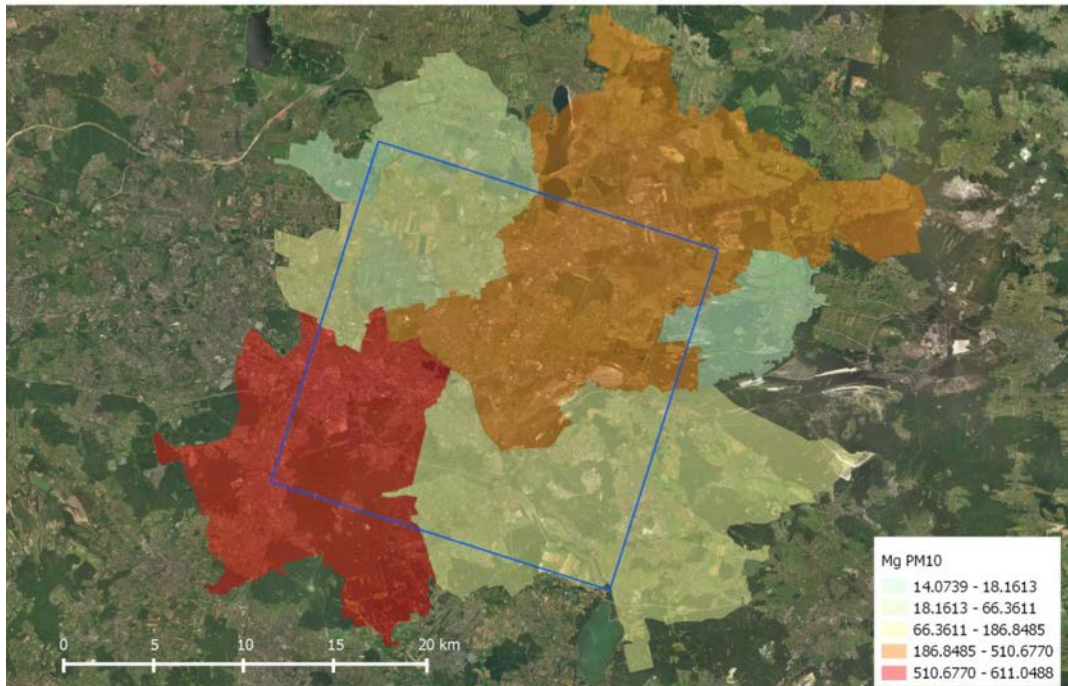 Mg PM10
14.0739 - 18.1613
18.1613 - 66.3611
66.3611 - 186.8485
186.8485 - 510.6770
510.6770 - 611.0488
0 5 10 15 20 km